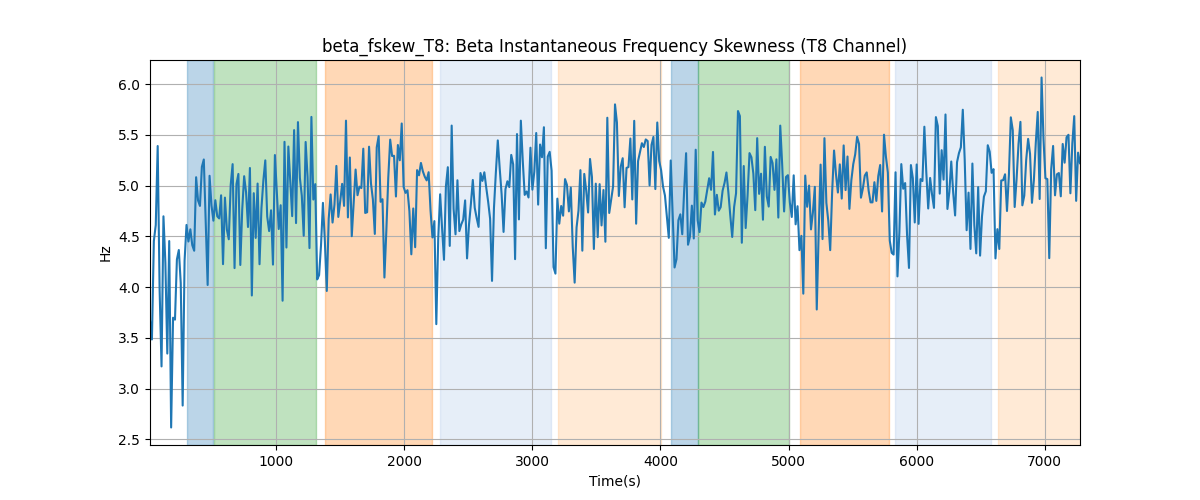 beta_fskew_T8: Beta Instantaneous Frequency Skewness (T8 Channel)
6.0
5.5
5.0
4.5
4.0
3.5
3.0
2.5
Hz
1000 2000 3000 4000 5000 6000 7000
Time(s)